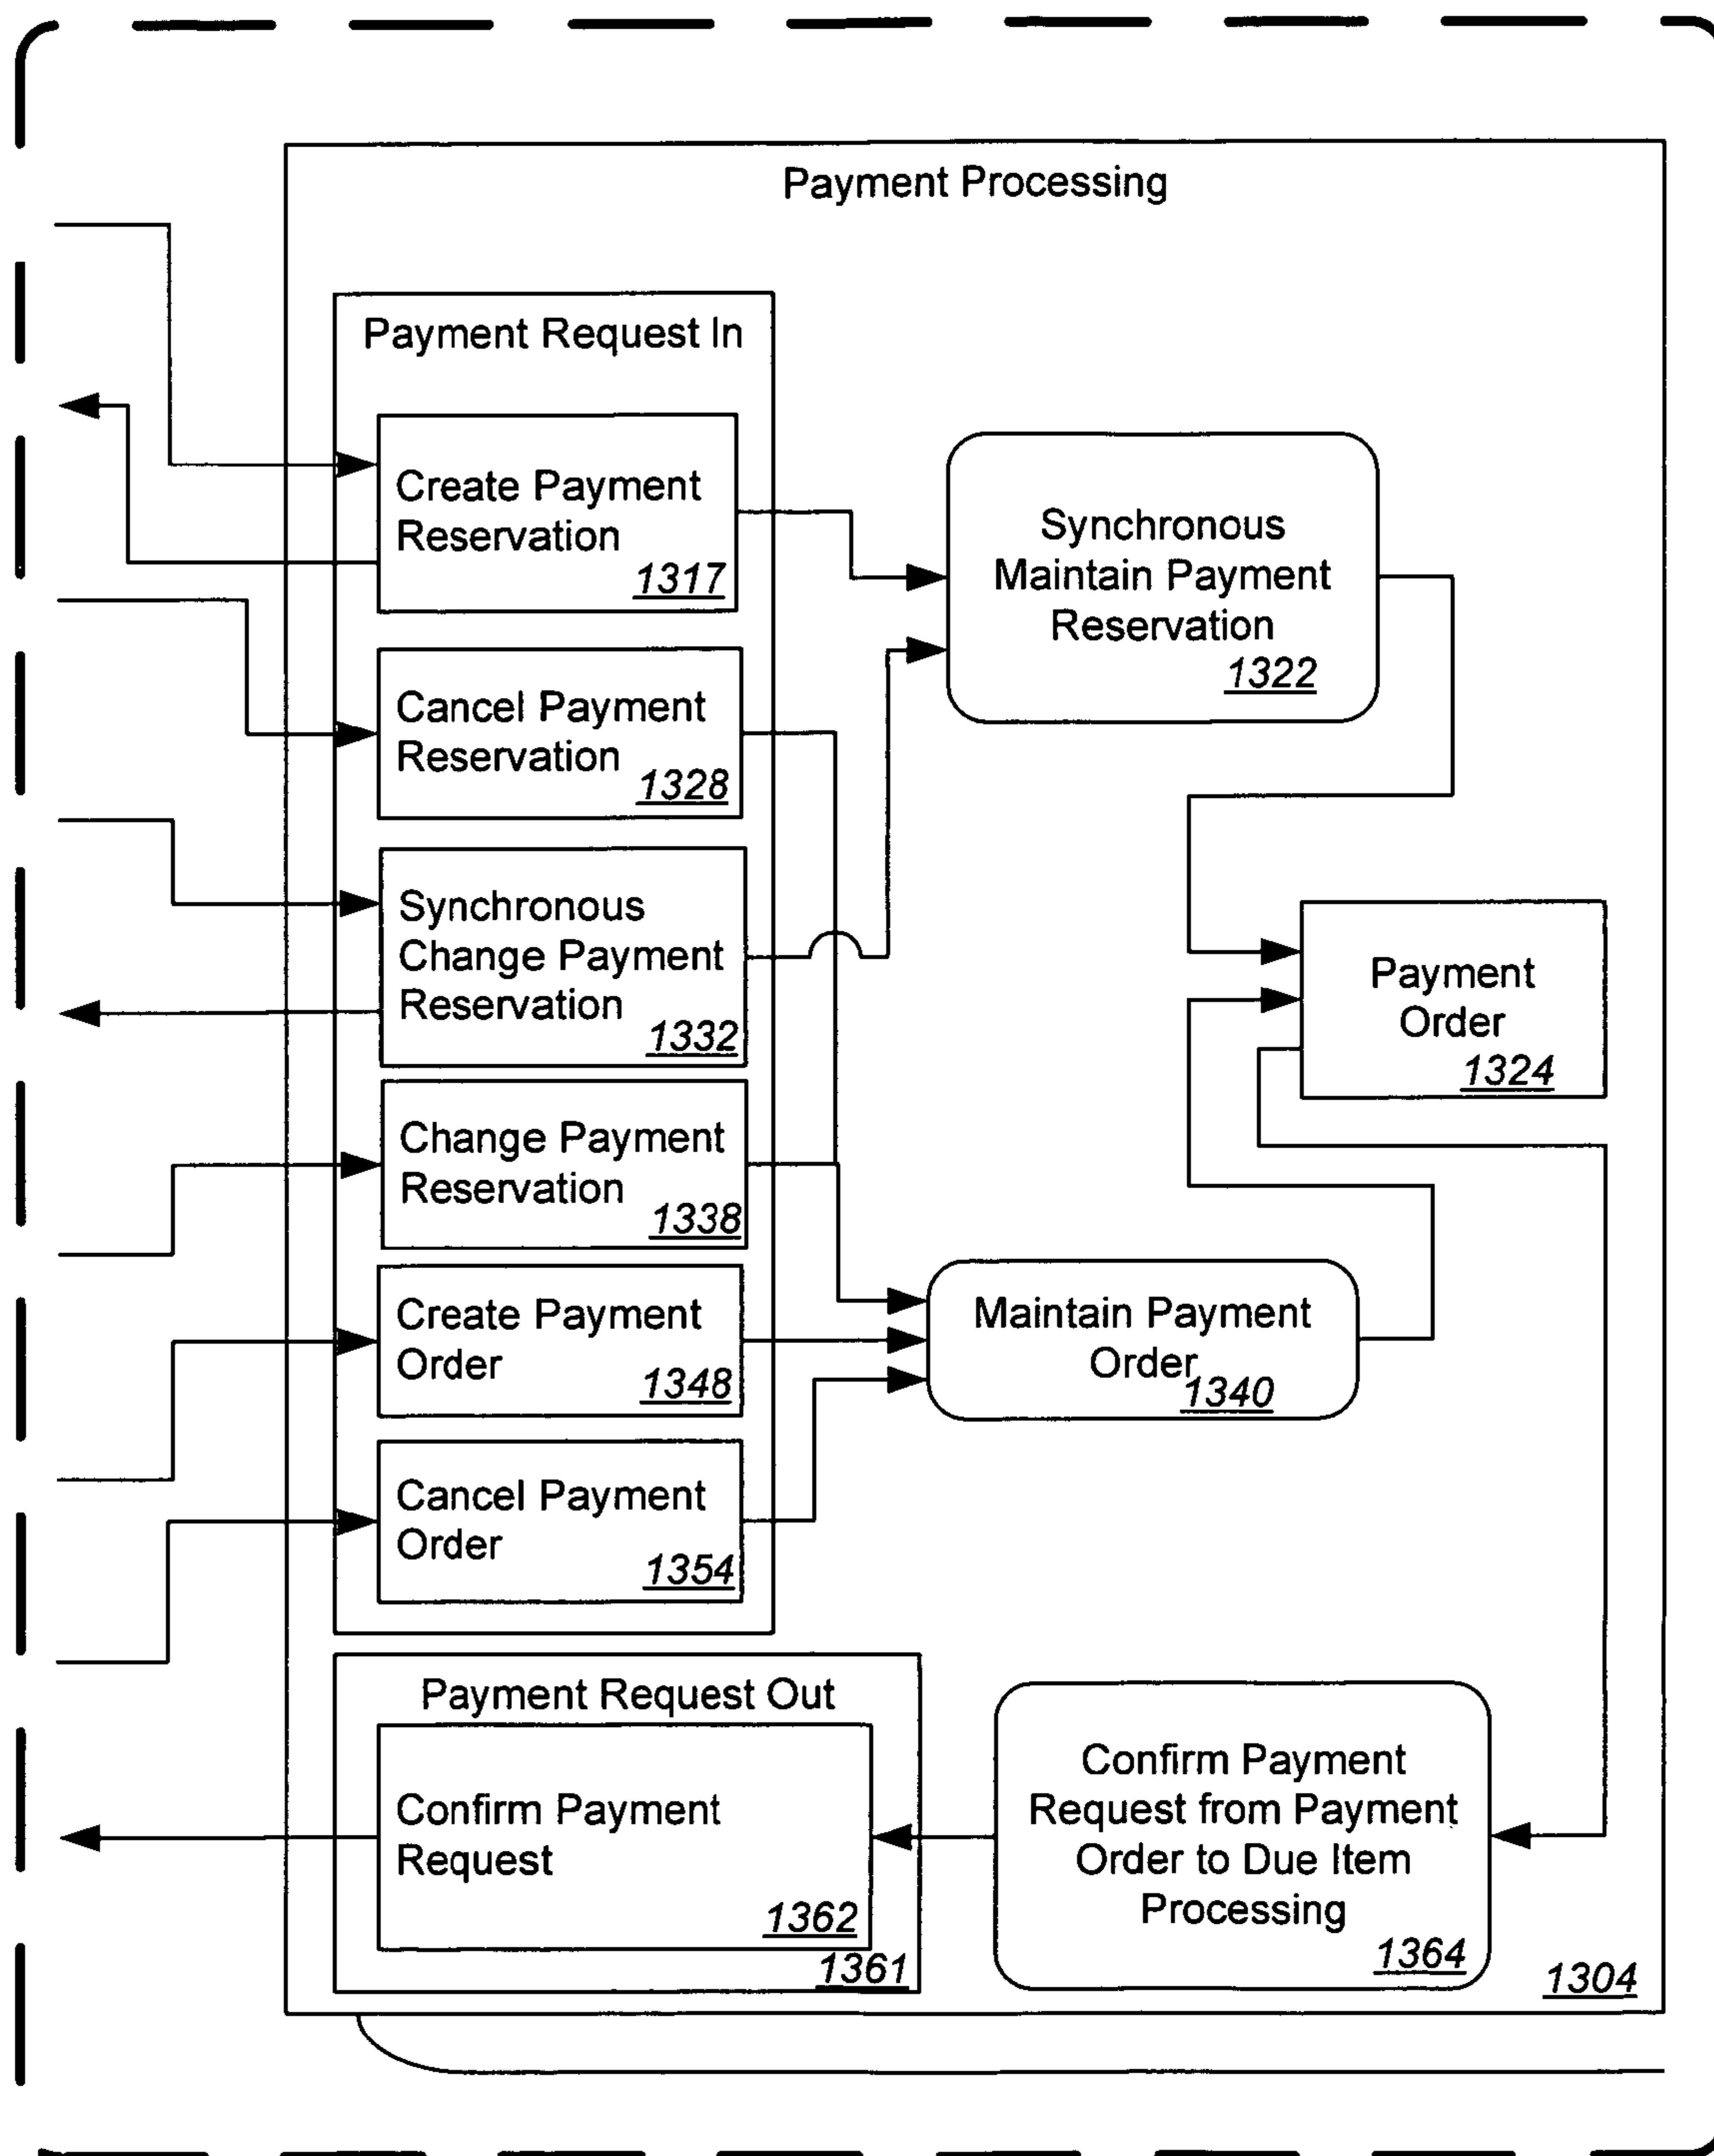 Payment Processing
Payment Request In
Create Payment
Reservation
1317
Cancel Payment
Reservation
1328
Synchronous
Change Payment
Reservation
1332
Change Payment
Reservation
1338
Create Payment
Order
1348
Cancel Payment
Order
1354
Synchronous
Maintain Payment
Reservation
1322
Payment
Order
1324
Maintain Payment
Order
1340
Payment Request Out
Confirm Payment
Request
1362
1361
Confirm Payment
Request from Payment
Order to Due Item
Processing
1364
1304